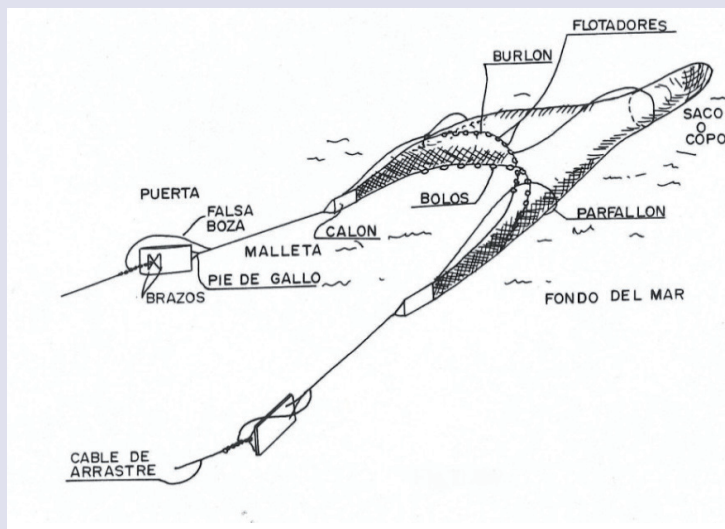 FLOTADORES
BURLON
SACO
O
COPO
PUERTA
FALSA
BOZA
BOLOS
PARFALLON
CALON
MALLETA
PIE DE GALLO
BRAZOS
FONDO DEL MAR
CABLE DE
ARRASTRE